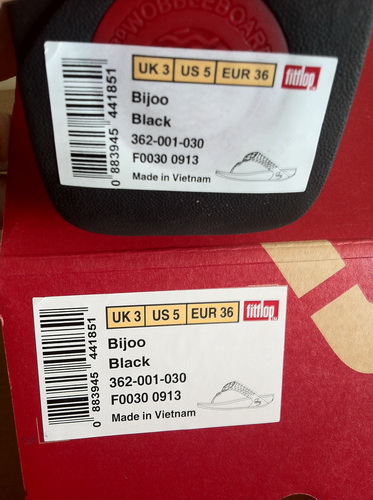 WOBBLEBOAR
UK 3 US 5 EUR 36 fitflop
Bijoo
Black
362-001-030
F0030 0913
Made in Vietnam
0 883945 441851
UK 3 US 5 EUR 36 fitflop
Bijoo
Black
362-001-030
F0030 0913
Made in Vietnam
0 883945 441851